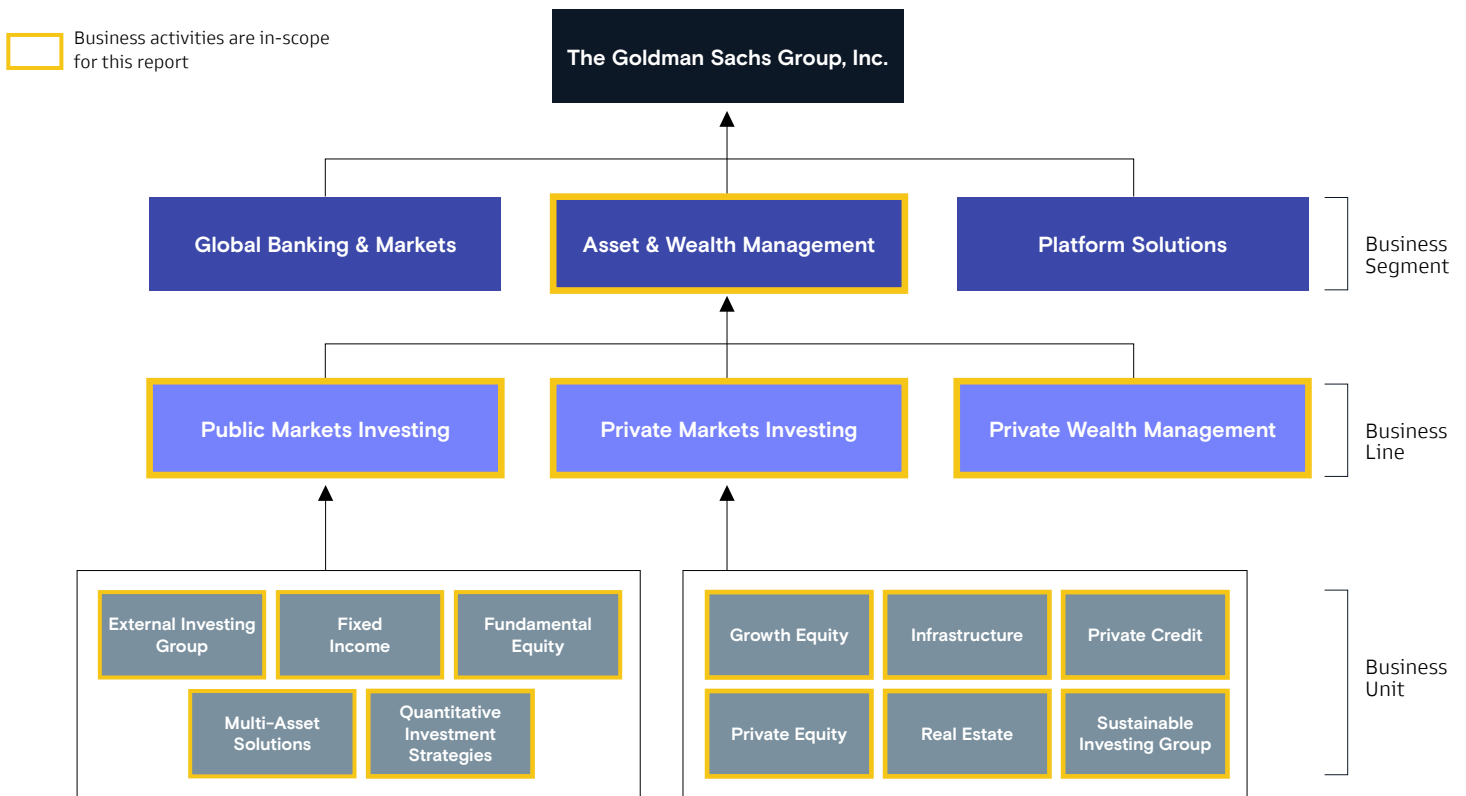 Business activities are in-scope
for this report
The Goldman Sachs Group, Inc.
Global Banking & Markets
Asset & Wealth Management
Platform Solutions
Business
Segment
Public Markets Investing
Private Markets Investing
Private Wealth Management
Business
Line
External Investing
Group
Fixed
Income
Fundamental
Equity
Multi-Asset
Solutions
Quantitative
Investment
Strategies
Growth Equity
Infrastructure
Private Credit
Private Equity
Real Estate
Sustainable
Investing Group
Business
Unit